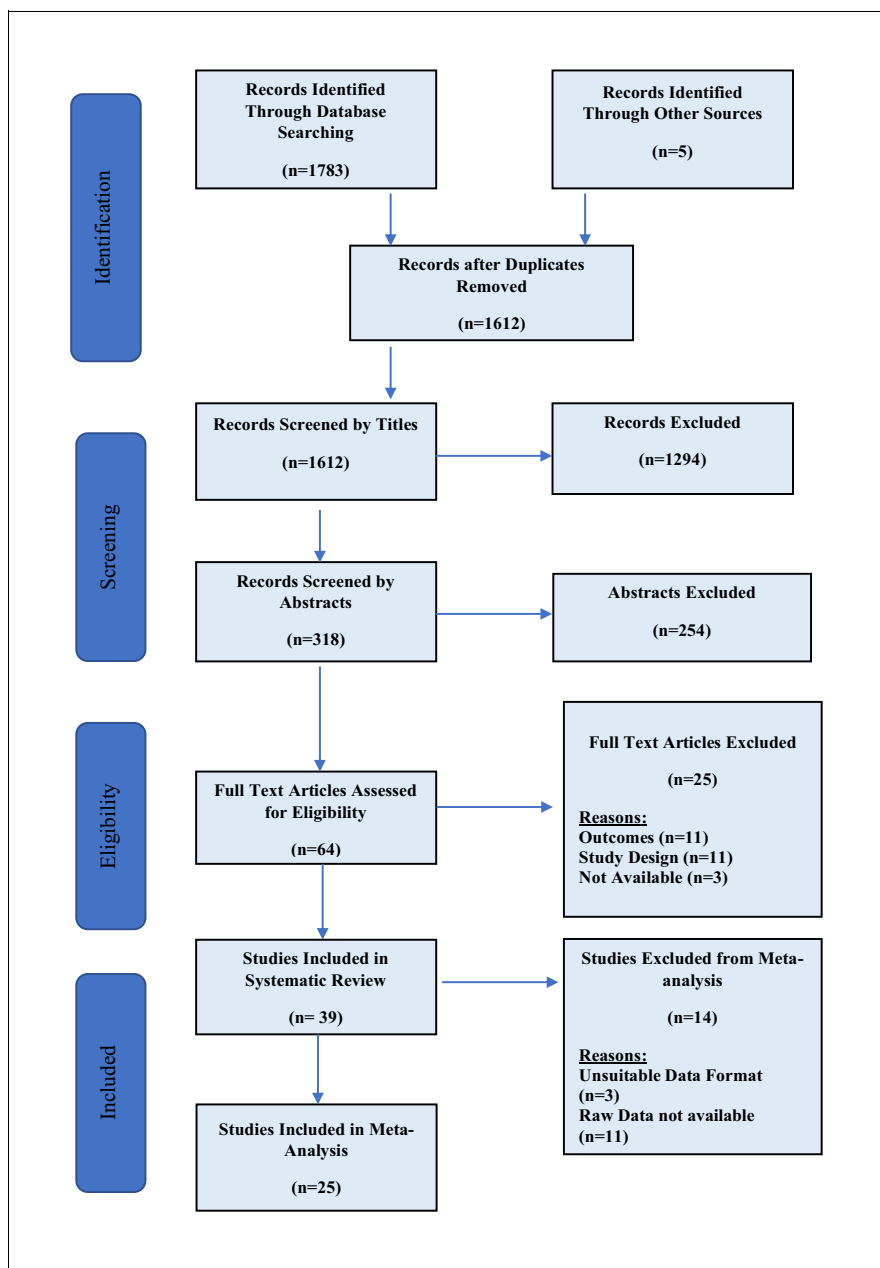 Identification
Records Identified
Through Database
Searching
(n=1783)
Records Identified
Through Other Sources
(n=5)
Records after Duplicates
Removed
(n=1612)
Screening
Records Screened by Titles
(n=1612)
Records Excluded
(n=1294)
Records Screened by
Abstracts
(n=318)
Abstracts Excluded
(n=254)
Eligibility
Full Text Articles Assessed
for Eligibility
(n=64)
Full Text Articles Excluded
(n=25)
Reasons:
Outcomes (n=11)
Study Design (n=11)
Not Available (n=3)
Included
Studies Included in
Systematic Review
(n= 39)
Studies Excluded from Meta-
analysis
(n=14)
Reasons:
Unsuitable Data Format
(n=3)
Raw Data not available
(n=11)
Studies Included in Meta-
Analysis
(n=25)